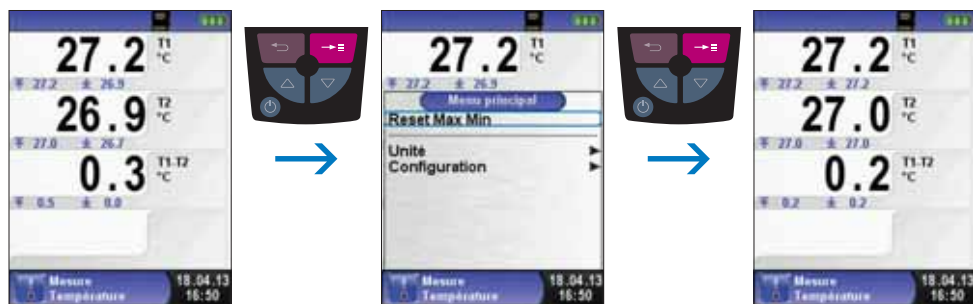 27.2 T1 °C
27.2 26.9
26.9 T2 °C
27.0 26.7
0.3 T1-T2 °C
0.5 0.0
Mesure
Température
18.04.13
16:50
27.2 T1 °C
27.2 26.9
Menu principal
Reset Max Min
Unité
Configuration
Mesure
Température
18.04.13
16:50
27.2 T1 °C
27.2 27.2
27.0 T2 °C
27.0 27.0
0.2 T1-T2 °C
0.2 0.2
Mesure
Température
18.04.13
16:50